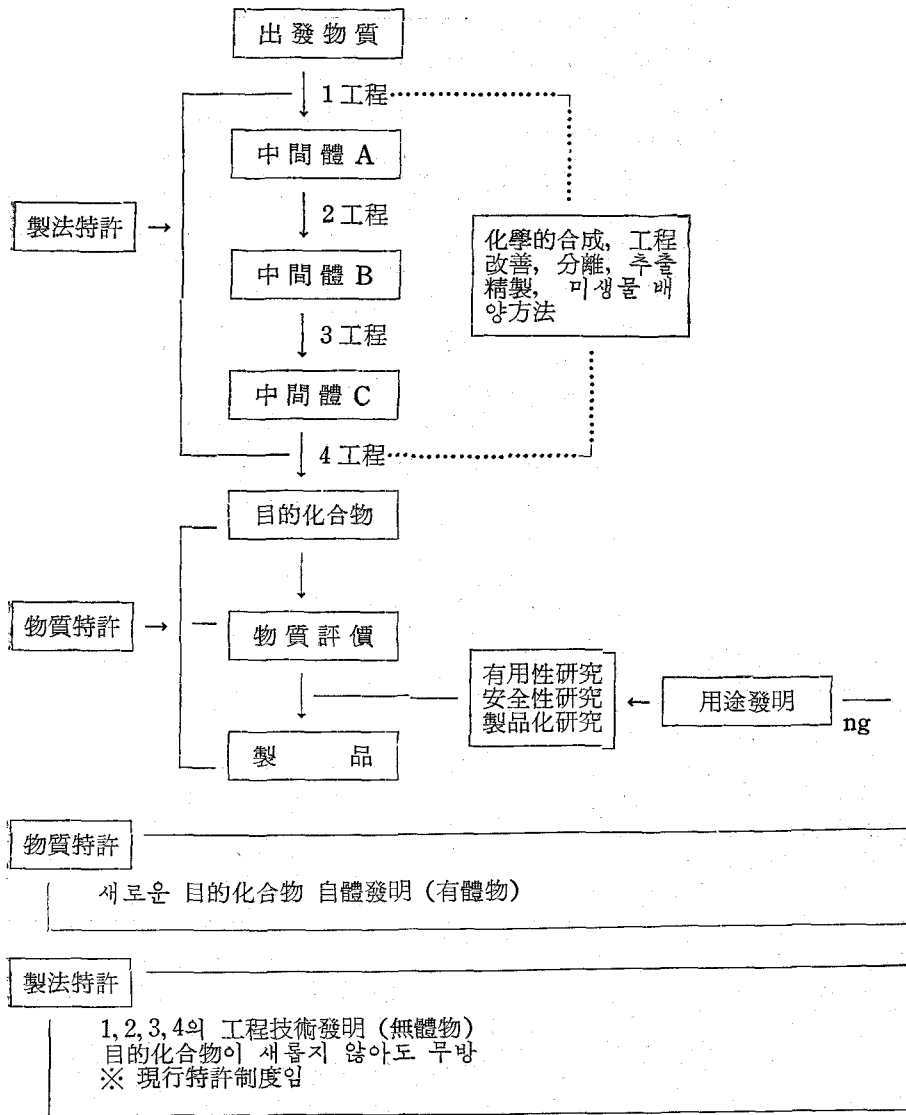 出發物質
1工程
中間體 A
製法特許
2工程
化學的合成, 工程
改善, 分離, 추출
精製, 미생물 배
양方法
中間體 B
3工程
中間體 C
4工程
目的化合物
物質特許
物質評價
有用性研究
安全性研究
製品化研究
用途發明
ng
製品
物質特許
새로운 目的化合物 自體發明 (有體물)
製法特許
1, 2, 3, 4의 工程技術發明 (無體物)
目的化合物이 새롭지 않아도 무방
※ 現行特許制度임